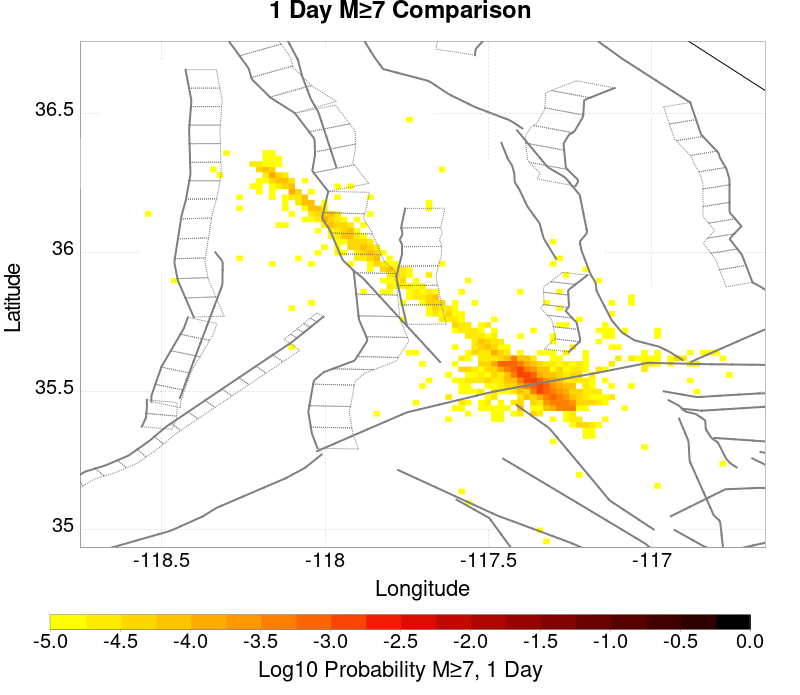 1 Day M≥7 Comparison
36.5
36
35.5
35
Latitude
-118.5 -118 -117.5 -117
Longitude
-5.0 -4.5 -4.0 -3.5 -3.0 -2.5 -2.0 -1.5 -1.0 -0.5 0.0
Log10 Probability M≥7, 1 Day